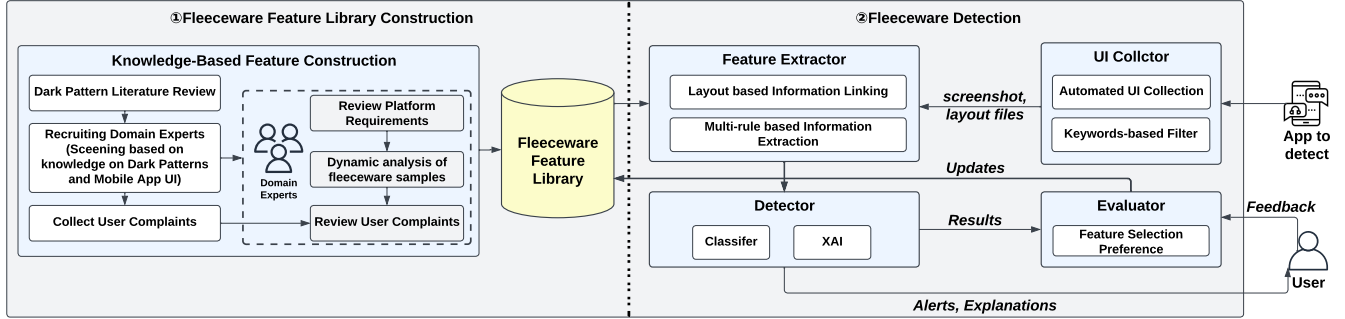 ①Fleeceware Feature Library Construction
Knowledge-Based Feature Construction
Dark Pattern Literature Review
Recruiting Domain Experts
(Sceening based on
knowledge on Dark Patterns
and Mobile App UI)
Collect User Complaints
Domain
Experts
Review Platform
Requirements
Dynamic analysis of
fleeceware samples
Review User Complaints
Fleeceware
Feature
Library
②Fleeceware Detection
Feature Extractor
Layout based Information Linking
Multi-rule based Information
Extraction
screenshot,
layout files
UI Collctor
Automated UI Collection
Keywords-based Filter
App to
detect
Updates
Detector
Classifer
XAI
Results
Evaluator
Feature Selection
Preference
Feedback
User
Alerts, Explanations